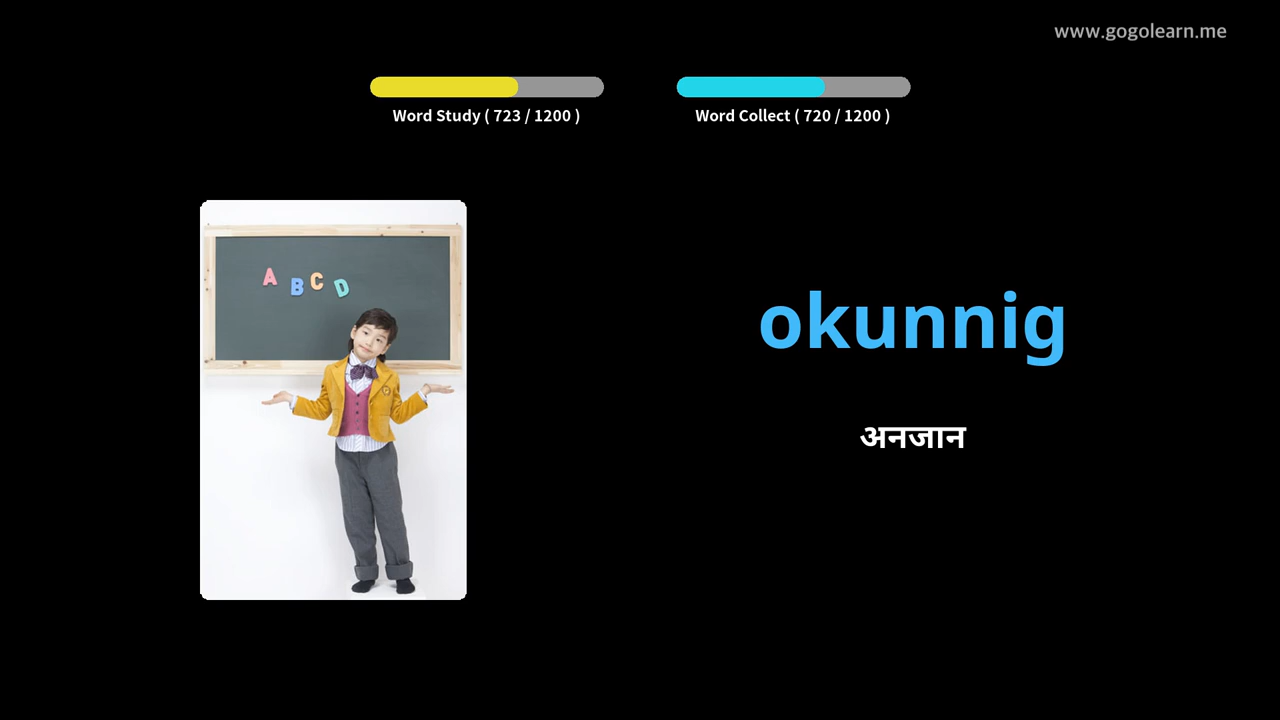 www.gogolearn.me
Word Study ( 723 / 1200 )
Word Collect ( 720 / 1200 )
A B C D
okunnig
अनजान